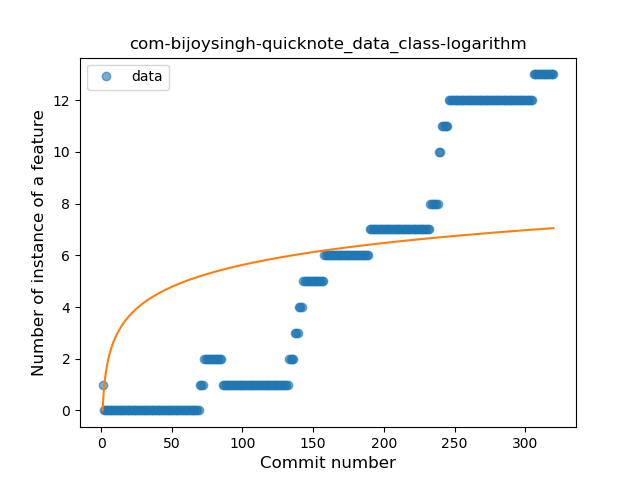 com-bijoysingh-quicknote_data_class-logarithm
data
Number of instance of a feature
12
10
8
6
4
2
0
0 50 100 150 200 250 300
Commit number